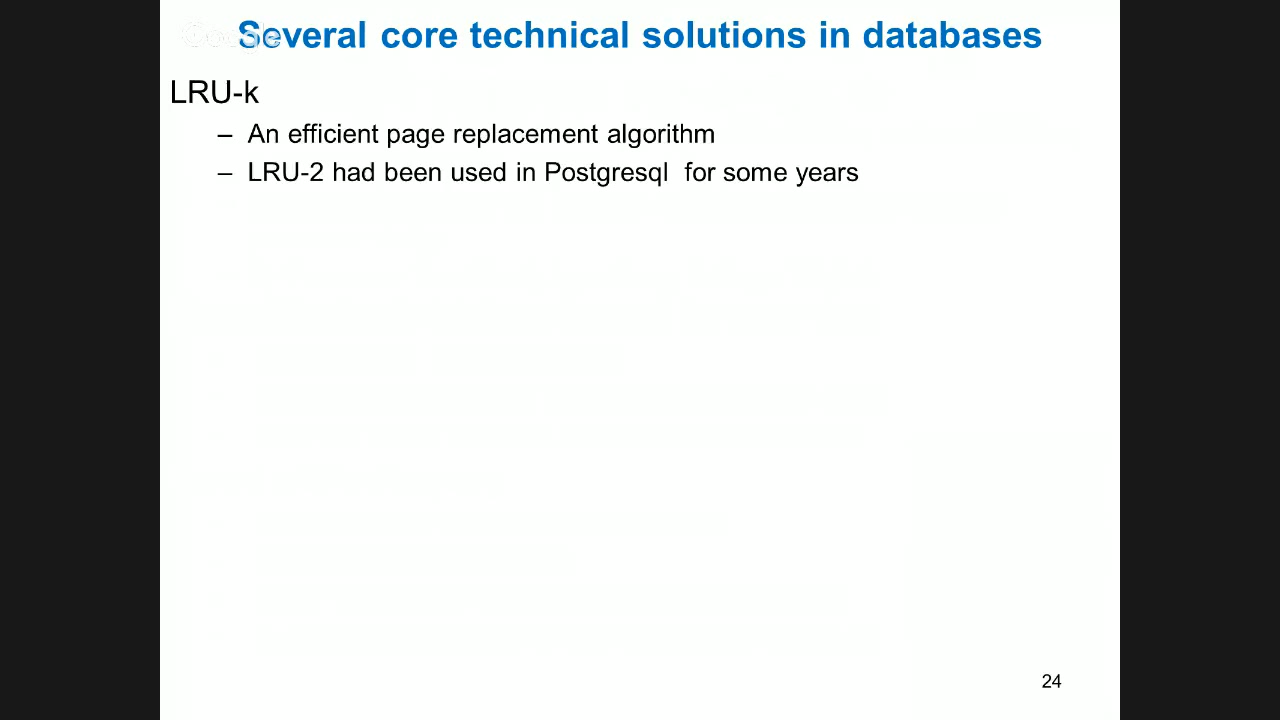 Google
Several core technical solutions in databases
LRU-k
– An efficient page replacement algorithm
– LRU-2 had been used in Postgresql for some years
24